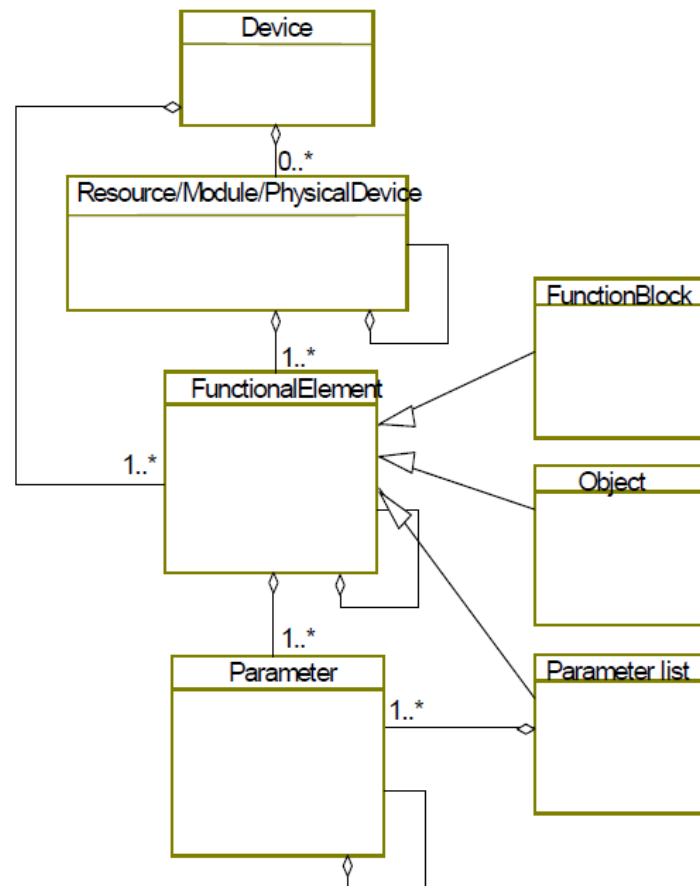 Device
0..*
Resource/Module/PhysicalDevice
FunctionBlock
1..*
FunctionalElement
1..*
Object
1..*
Parameter
Parameter list
1..*